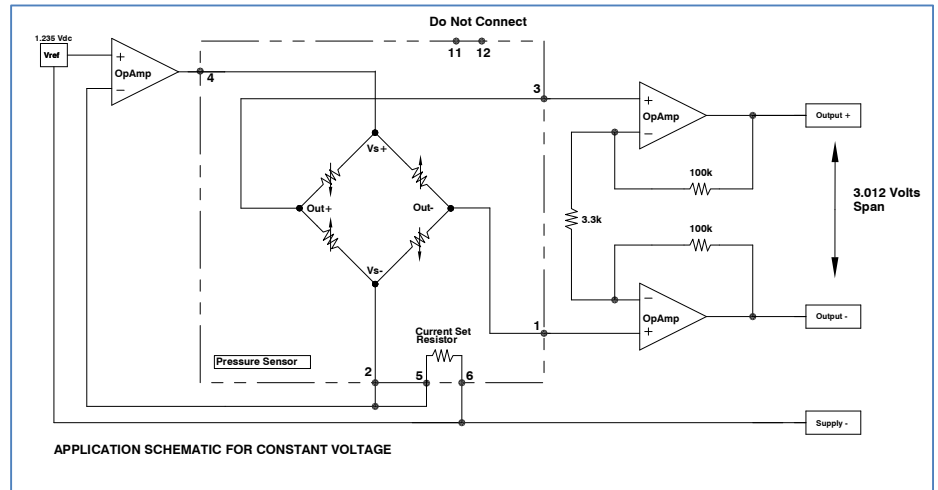 Do Not Connect
1.235 Vdc
Vref
+
OpAmp
−
4
11 12
3
+
OpAmp
−
Output +
Vs+
100k
Out+
Out-
3.3k
3.012 Volts
Span
100k
Vs-
−
OpAmp
+
Output -
1
Current Set
Resistor
Pressure Sensor
2
5
6
Supply -
APPLICATION SCHEMATIC FOR CONSTANT VOLTAGE